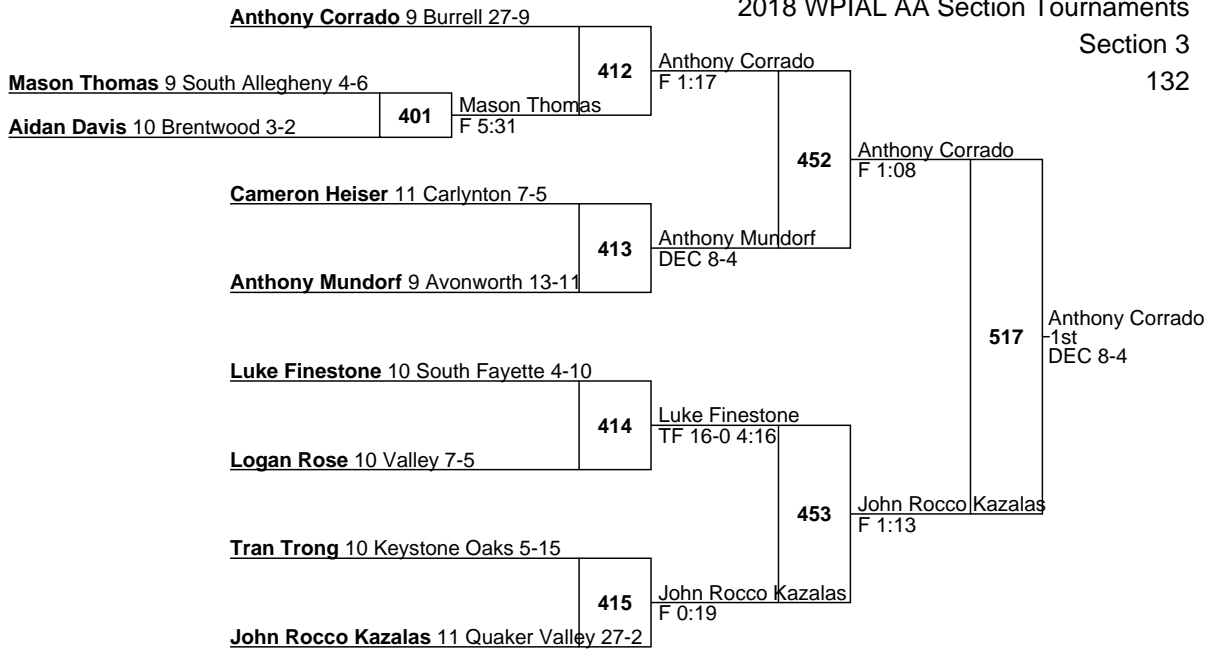 2018 WPIAL AA Section Tournaments
Section 3
132
Anthony Corrado 9 Burrell 27-9
Mason Thomas 9 South Allegheny 4-6
Aidan Davis 10 Brentwood 3-2
401
Mason Thomas
F 5:31
412
Anthony Corrado
F 1:17
Cameron Heiser 11 Carlynton 7-5
Anthony Mundorf 9 Avonworth 13-11
413
Anthony Mundorf
DEC 8-4
452
Anthony Corrado
F 1:08
Luke Finestone 10 South Fayette 4-10
Logan Rose 10 Valley 7-5
414
Luke Finestone
TF 16-0 4:16
Tran Trong 10 Keystone Oaks 5-15
John Rocco Kazalas 11 Quaker Valley 27-2
415
John Rocco Kazalas
F 0:19
453
John Rocco Kazalas
F 1:13
517
Anthony Corrado
1st
DEC 8-4